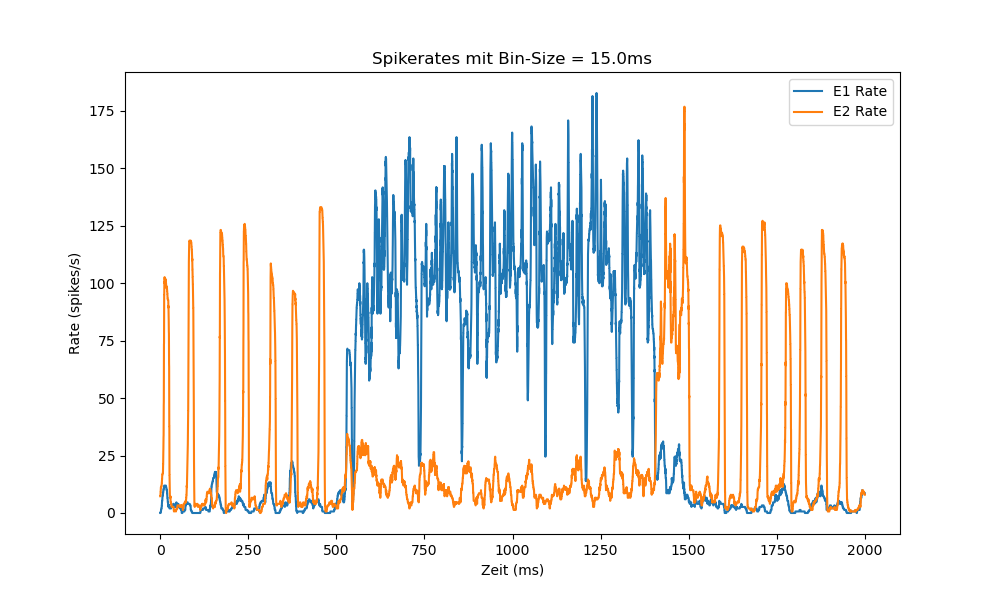 Spikerates mit Bin-Size = 15.0ms
E1 Rate
E2 Rate
Rate (spikes/s)
175
150
125
100
75
50
25
0
0 250 500 750 1000 1250 1500 1750 2000
Zeit (ms)